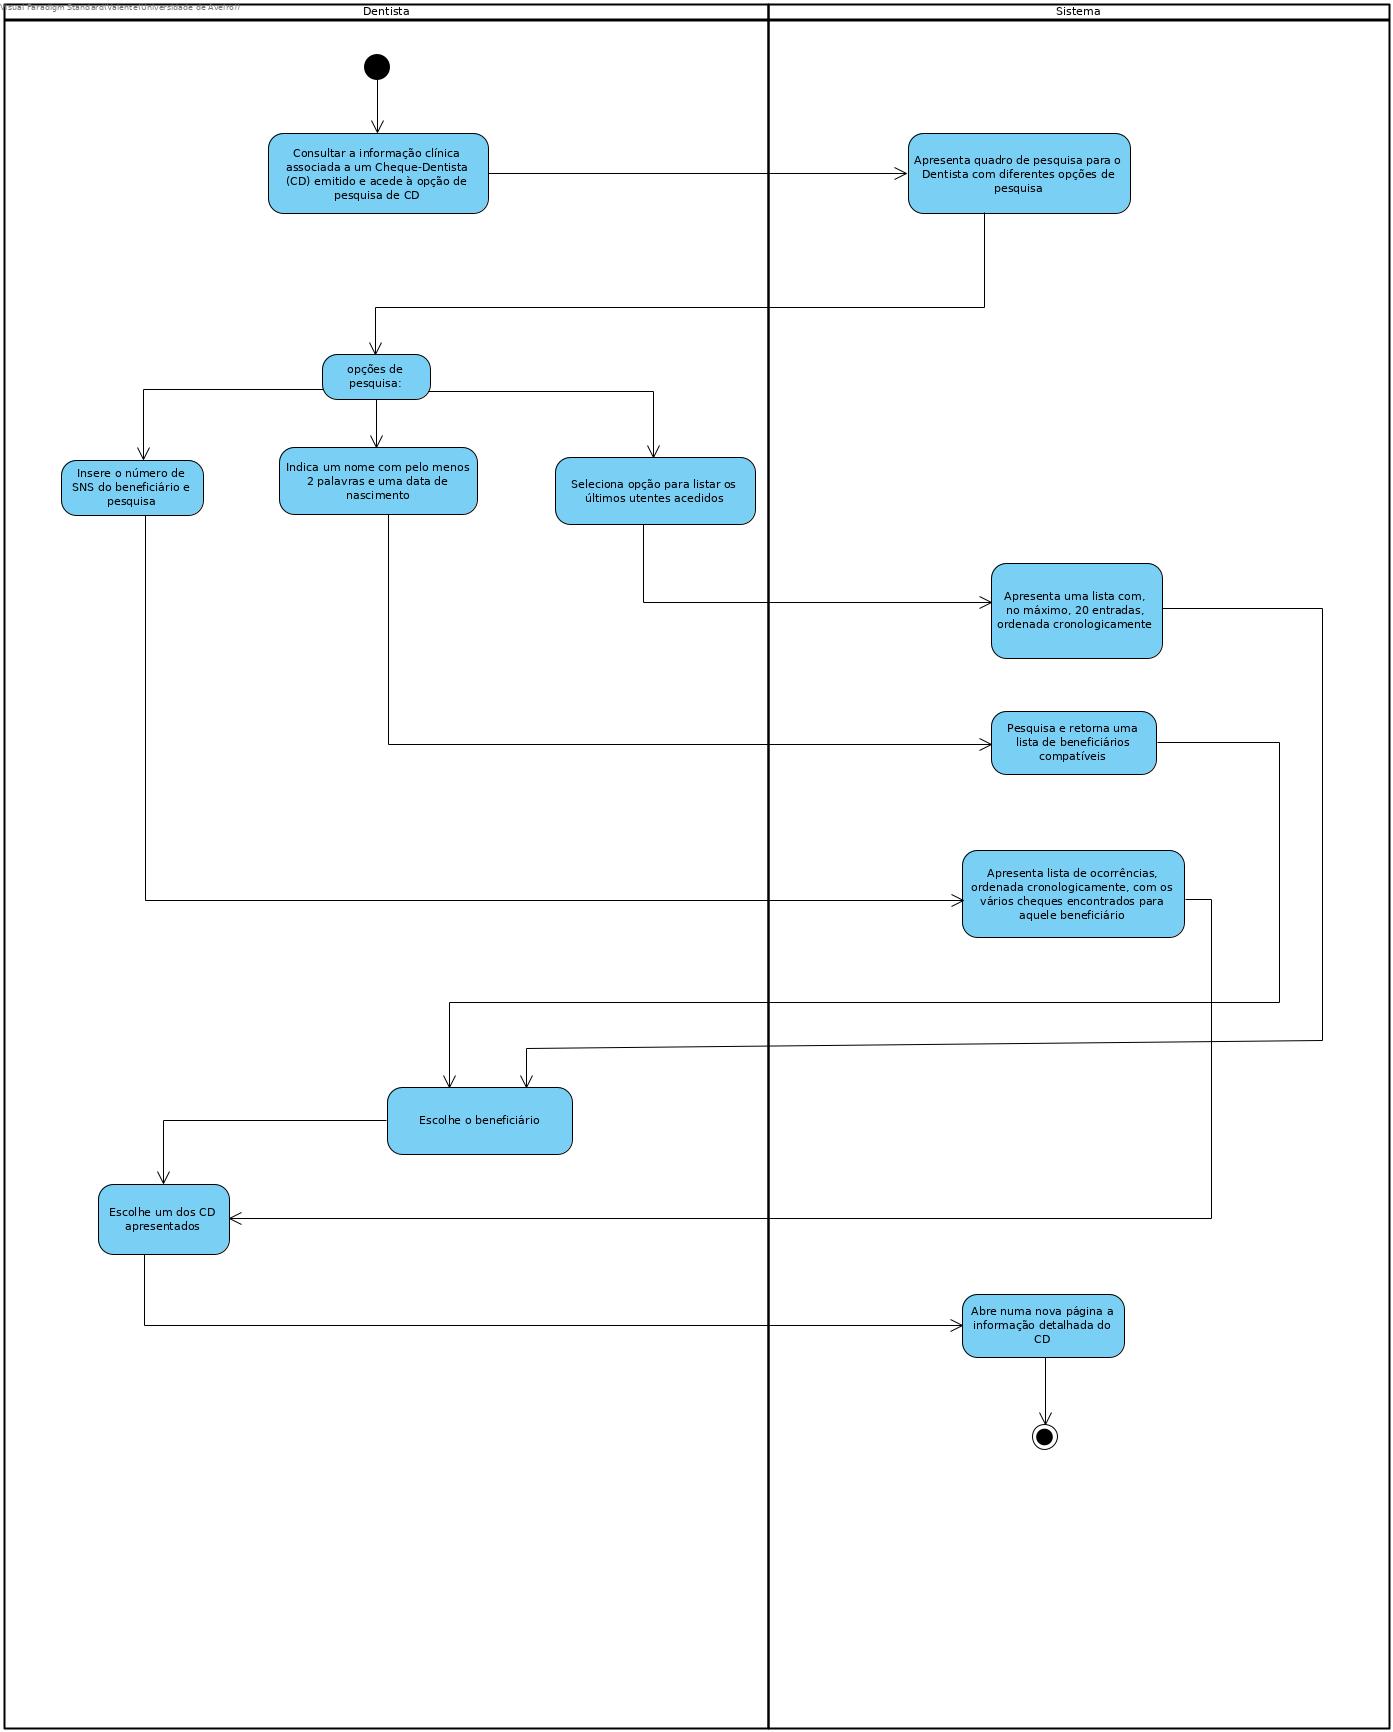 Visual Paradigm Standard(Valente(Universidade de Aveiro))
Dentista
Sistema
Consultar a informação clínica
associada a um Cheque-Dentista
(CD) emitido e acede à opção de
pesquisa de CD
Apresenta quadro de pesquisa para o
Dentista com diferentes opções de
pesquisa
opções de
pesquisa:
Insere o número de
SNS do beneficiário e
pesquisa
Indica um nome com pelo menos
2 palavras e uma data de
nascimento
Seleciona opção para listar os
últimos utentes acedidos
Apresenta uma lista com,
no máximo, 20 entradas,
ordenada cronologicamente
Pesquisa e retorna uma
lista de beneficiários
compatíveis
Apresenta lista de ocorrências,
ordenada cronologicamente, com os
vários cheques encontrados para
aquele beneficiário
Escolhe o beneficiário
Escolhe um dos CD
apresentados
Abre numa nova página a
informação detalhada do
CD